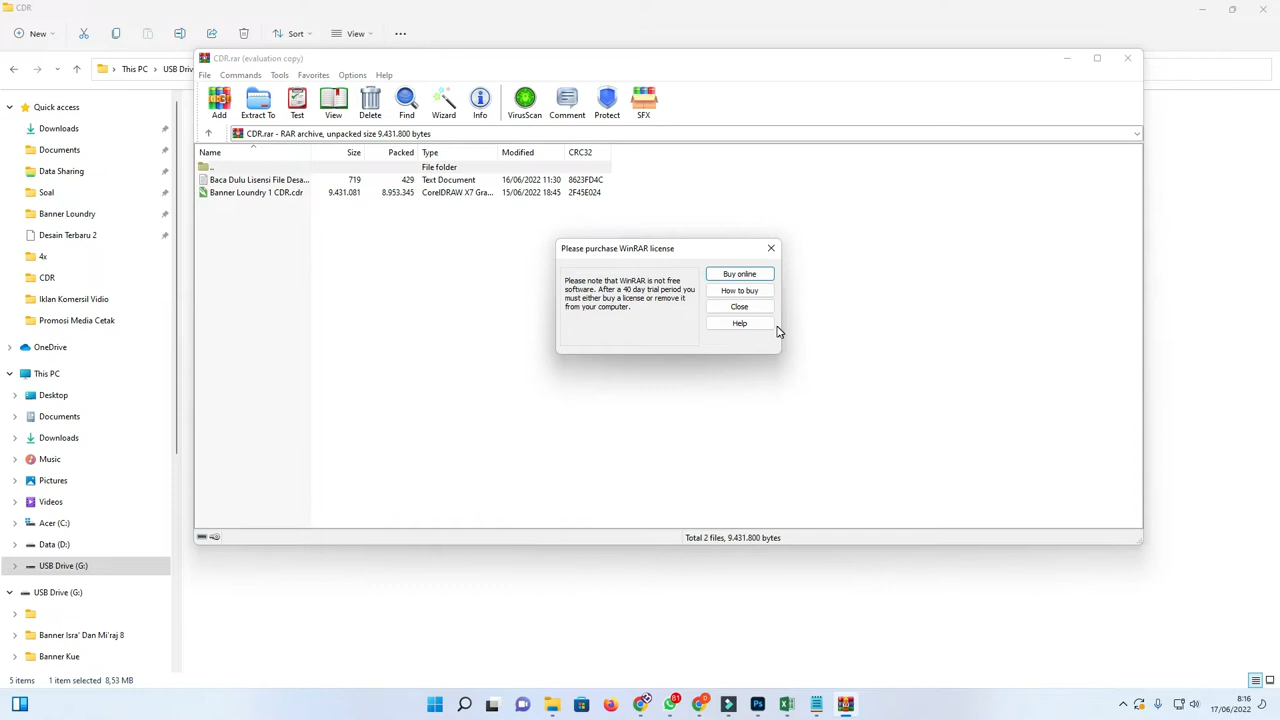 CDR
New
Sort
View
This PC > USB Driv
CDR.rar (evaluation copy)
File Commands Tools Favorites Options Help
Add Extract To Test View Delete Find Wizard Info VirusScan Comment Protect SFX
CDR.rar - RAR archive, unpacked size 9.431.800 bytes
Name Size Packed Type Modified CRC32
.. File folder
Baca Dulu Lisensi File Desa... 719 429 Text Document 16/06/2022 11:30 8623FD4C
Banner Loundry 1 CDR.cdr 9.431.081 8.953.345 CorelDRAW X7 Gra... 15/06/2022 18:45 2F45E024
Please purchase WinRAR license
Please note that WinRAR is not free
software. After a 40 day trial period you
must either buy a license or remove it
from your computer.
Buy online
How to buy
Close
Help
Total 2 files, 9.431.800 bytes
Quick access
Downloads
Documents
Data Sharing
Soal
Banner Loundry
Desain Terbaru 2
4x
CDR
Iklan Komersil Vidio
Promosi Media Cetak
OneDrive
This PC
Desktop
Documents
Downloads
Music
Pictures
Videos
Acer (C:)
Data (D:)
USB Drive (G:)
USB Drive (G:)
Banner Isra' Dan Mi'raj 8
Banner Kue
5 items 1 item selected 8,53 MB
81
Ps
8:16
17/06/2022